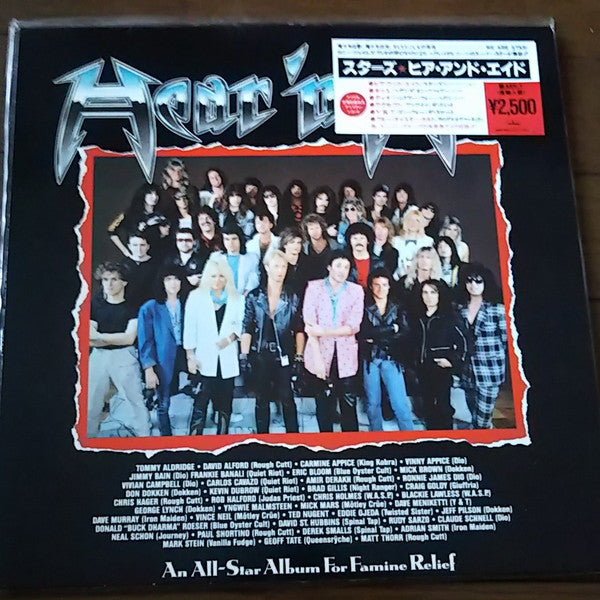 Hear 'n A
スターズ★ヒア・アンド・エイド
¥2,500
TOMMY ALDRIDGE • DAVID ALFORD (Rough Cutt) • CARMINE APPICE (King Kobra) • VINNY APPICE (Dio)
JIMMY BAIN (Dio) FRANKIE BANALI (Quiet Riot) • ERIC BLOOM (Blue Oyster Cult) • MICK BROWN (Dokken)
VIVIAN CAMPBELL (Dio) • CARLOS CAVAZO (Quiet Riot) • AMIR DERAKH (Rough Cutt) • RONNIE JAMES DIO (Dio)
DON DOKKEN (Dokken) • KEVIN DUBROW (Quiet Riot) • BRAD GILLIS (Night Ranger) • CRAIG GOLDY (Giuffria)
CHRIS HAGER (Rough Cutt) • ROB HALFORD (Judas Priest) • CHRIS HOLMES (W.A.S.P.) • BLACKIE LAWLESS (W.A.S.P.)
GEORGE LYNCH (Dokken) • YNGWIE MALMSTEEN • MICK MARS (Mötley Crüe) • DAVE MENIKETTI (Y & T)
DAVE MURRAY (Iron Maiden) • VINCE NEIL (Mötley Crüe) • TED NUGENT • EDDIE OJEDA (Twisted Sister) • JEFF PILSON (Dokken)
DONALD "BUCK DHARMA" ROESER (Blue Oyster Cult) • DAVID ST. HUBBINS (Spinal Tap) • RUDY SARZO • CLAUDE SCHNELL (Dio)
NEAL SCHON (Journey) • PAUL SHORTINO (Rough Cutt) • DEREK SMALLS (Spinal Tap) • ADRIAN SMITH (Iron Maiden)
MARK STEIN (Vanilla Fudge) • GEOFF TATE (Queensrÿche) • MATT THORR (Rough Cutt)
An All-Star Album For Famine Relief